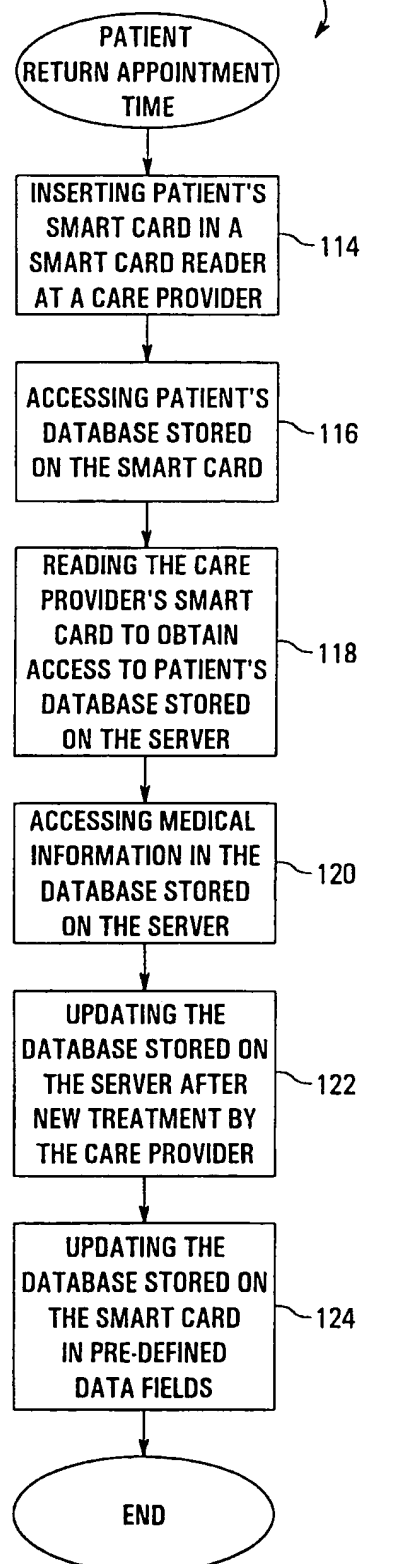 PATIENT
RETURN APPOINTMENT
TIME
INSERTING PATIENT'S
SMART CARD IN A
SMART CARD READER
AT A CARE PROVIDER
114
ACCESSING PATIENT'S
DATABASE STORED
ON THE SMART CARD
116
READING THE CARE
PROVIDER'S SMART
CARD TO OBTAIN
ACCESS TO PATIENT'S
DATABASE STORED
ON THE SERVER
118
ACCESSING MEDICAL
INFORMATION IN THE
DATABASE STORED
ON THE SERVER
120
UPDATING THE
DATABASE STORED ON
THE SERVER AFTER
NEW TREATMENT BY
THE CARE PROVIDER
122
UPDATING THE
DATABASE STORED ON
THE SMART CARD
IN PRE-DEFINED
DATA FIELDS
124
END